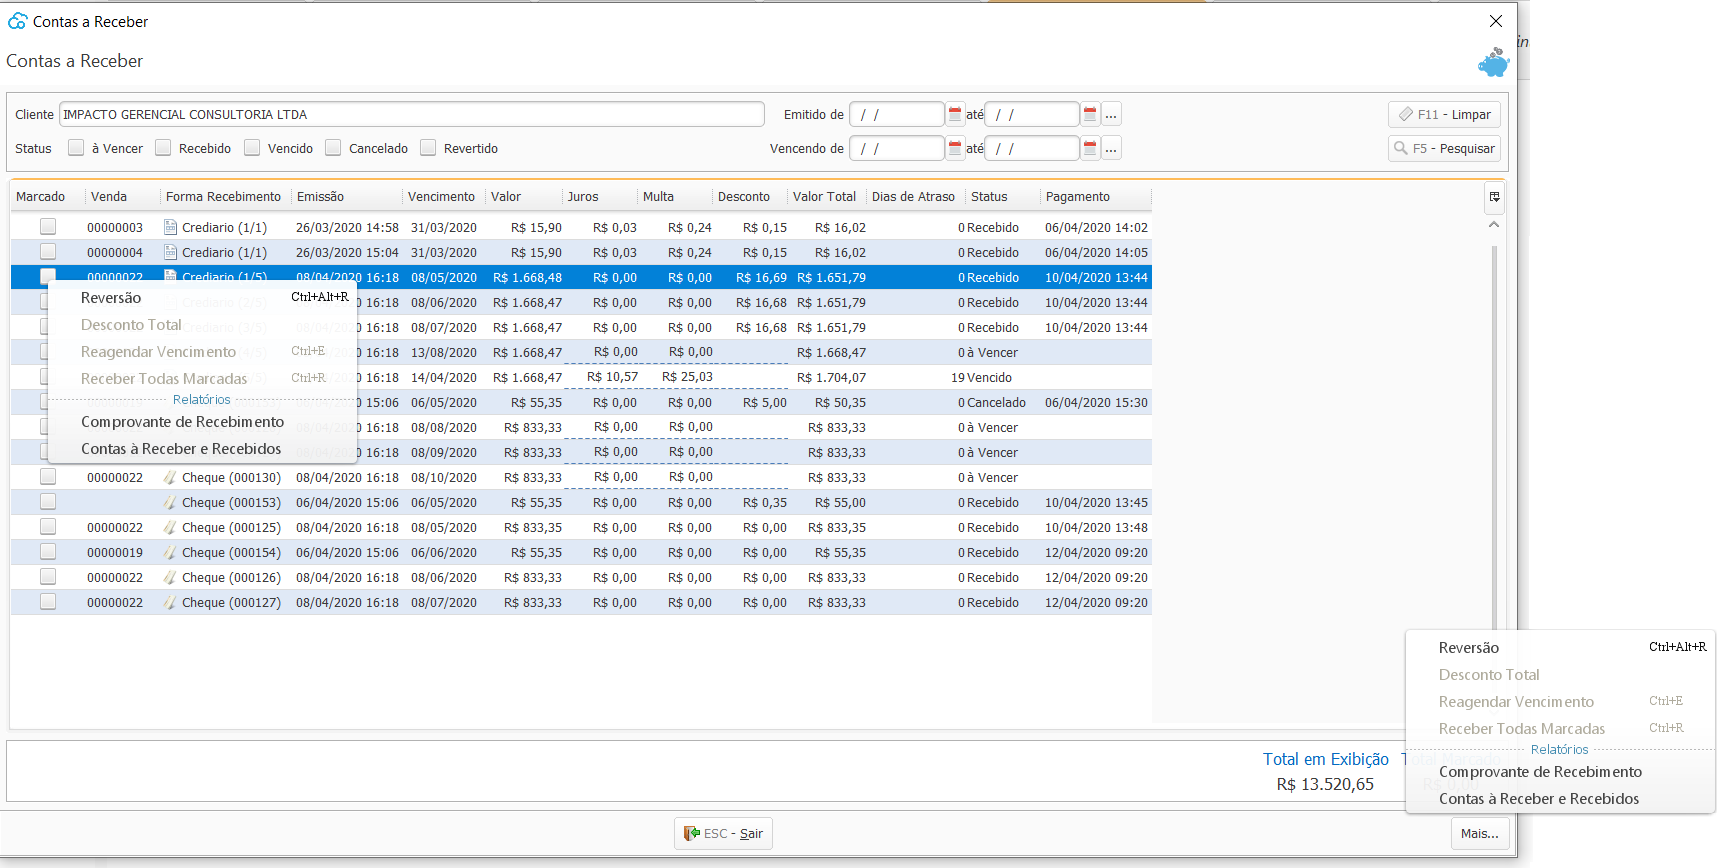 Contas a Receber
in
Contas a Receber
Cliente IMPACTO GERENCIAL CONSULTORIA LTDA Emitido de / / até / / ... F11 - Limpar
Status à Vencer Recebido Vencido Cancelado Revertido Vencendo de / / até / / ... F5 - Pesquisar
Marcado Venda Forma Recebimento Emissão Vencimento Valor Juros Multa Desconto Valor Total Dias de Atraso Status Pagamento
00000003 Crediario (1/1) 26/03/2020 14:58 31/03/2020 R$ 15,90 R$ 0,03 R$ 0,24 R$ 0,15 R$ 16,02 0 Recebido 06/04/2020 14:02
00000004 Crediario (1/1) 26/03/2020 15:04 31/03/2020 R$ 15,90 R$ 0,03 R$ 0,24 R$ 0,15 R$ 16,02 0 Recebido 06/04/2020 14:05
00000022 Crediario (1/5) 08/04/2020 16:18 08/05/2020 R$ 1.668,48 R$ 0,00 R$ 0,00 R$ 16,69 R$ 1.651,79 0 Recebido 10/04/2020 13:44
Crediario (2/5) 08/04/2020 16:18 08/06/2020 R$ 1.668,47 R$ 0,00 R$ 0,00 R$ 16,68 R$ 1.651,79 0 Recebido 10/04/2020 13:44
(3/5) 08/04/2020 16:18 08/07/2020 R$ 1.668,47 R$ 0,00 R$ 0,00 R$ 16,68 R$ 1.651,79 0 Recebido 10/04/2020 13:44
08/04/2020 16:18 13/08/2020 R$ 1.668,47 R$ 0,00 R$ 0,00 R$ 1.668,47 0 à Vencer
08/04/2020 16:18 14/04/2020 R$ 1.668,47 R$ 10,57 R$ 25,03 R$ 1.704,07 19 Vencido
15:06 06/05/2020 R$ 55,35 R$ 0,00 R$ 0,00 R$ 5,00 R$ 50,35 0 Cancelado 06/04/2020 15:30
16:18 08/08/2020 R$ 833,33 R$ 0,00 R$ 0,00 R$ 833,33 0 à Vencer
16:18 08/09/2020 R$ 833,33 R$ 0,00 R$ 0,00 R$ 833,33 0 à Vencer
00000022 Cheque (000130) 08/04/2020 16:18 08/10/2020 R$ 833,33 R$ 0,00 R$ 0,00 R$ 833,33 0 à Vencer
Cheque (000153) 06/04/2020 15:06 06/05/2020 R$ 55,35 R$ 0,00 R$ 0,00 R$ 0,35 R$ 55,00 0 Recebido 10/04/2020 13:45
00000022 Cheque (000125) 08/04/2020 16:18 08/05/2020 R$ 833,35 R$ 0,00 R$ 0,00 R$ 0,00 R$ 833,35 0 Recebido 10/04/2020 13:48
00000019 Cheque (000154) 06/04/2020 15:06 06/06/2020 R$ 55,35 R$ 0,00 R$ 0,00 R$ 0,00 R$ 55,35 0 Recebido 12/04/2020 09:20
00000022 Cheque (000126) 08/04/2020 16:18 08/06/2020 R$ 833,33 R$ 0,00 R$ 0,00 R$ 0,00 R$ 833,33 0 Recebido 12/04/2020 09:20
00000022 Cheque (000127) 08/04/2020 16:18 08/07/2020 R$ 833,33 R$ 0,00 R$ 0,00 R$ 0,00 R$ 833,33 0 Recebido 12/04/2020 09:20
Reversão Ctrl+Alt+R
Desconto Total
Reagendar Vencimento Ctrl+E
Receber Todas Marcadas Ctrl+R
Relatórios
Comprovante de Recebimento
Contas à Receber e Recebidos
Reversão Ctrl+Alt+R
Desconto Total
Reagendar Vencimento Ctrl+E
Receber Todas Marcadas Ctrl+R
Relatórios
Comprovante de Recebimento
Contas à Receber e Recebidos
Total em Exibição Total Marcado
R$ 13.520,65
ESC - Sair Mais...